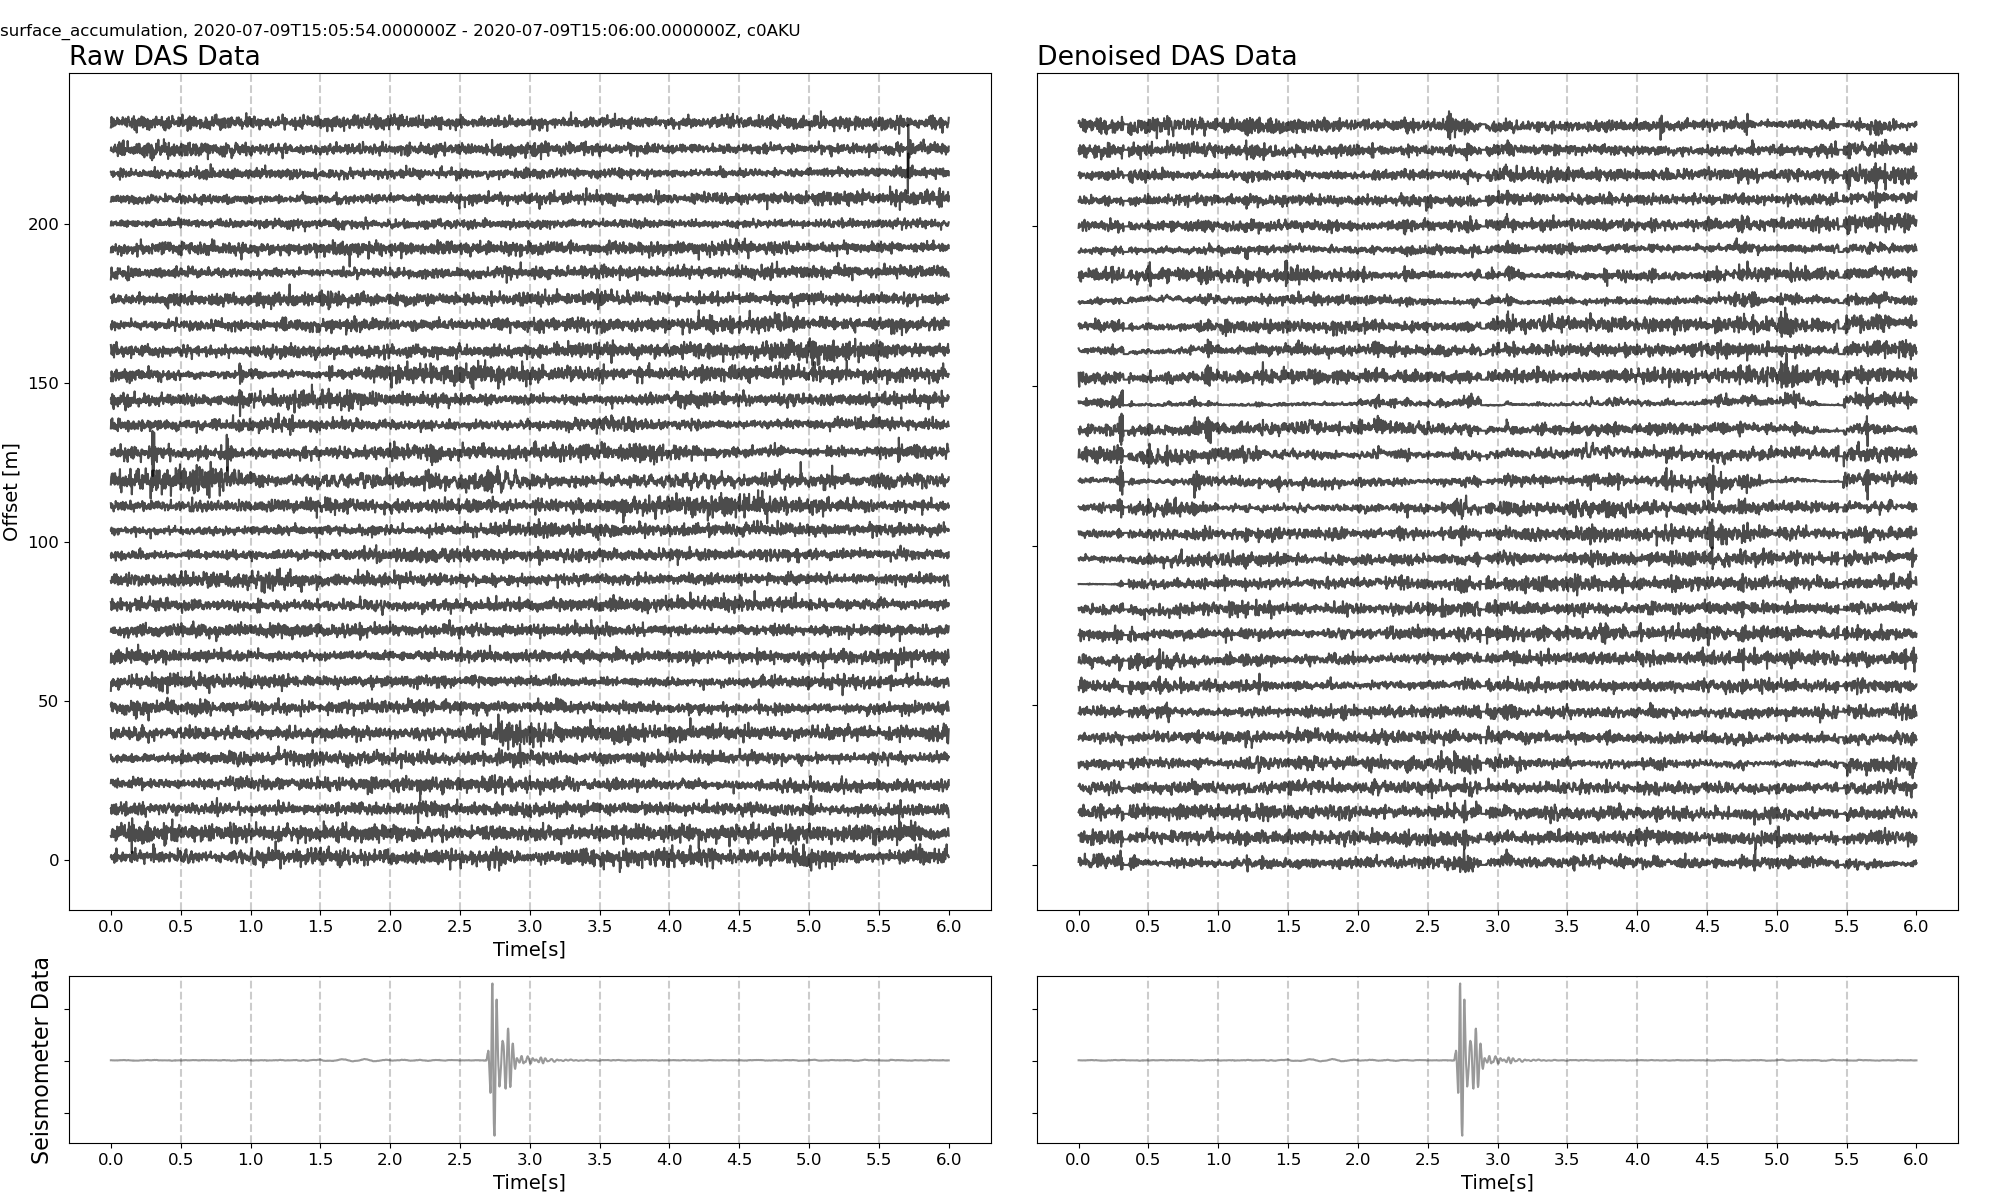 surface_accumulation, 2020-07-09T15:05:54.000000Z - 2020-07-09T15:06:00.000000Z, c0AKU
Raw DAS Data
Denoised DAS Data
Offset [m]
200
150
100
50
0
0.0 0.5 1.0 1.5 2.0 2.5 3.0 3.5 4.0 4.5 5.0 5.5 6.0
Time[s]
0.0 0.5 1.0 1.5 2.0 2.5 3.0 3.5 4.0 4.5 5.0 5.5 6.0
Seismometer Data
0.0 0.5 1.0 1.5 2.0 2.5 3.0 3.5 4.0 4.5 5.0 5.5 6.0
Time[s]
0.0 0.5 1.0 1.5 2.0 2.5 3.0 3.5 4.0 4.5 5.0 5.5 6.0
Time[s]